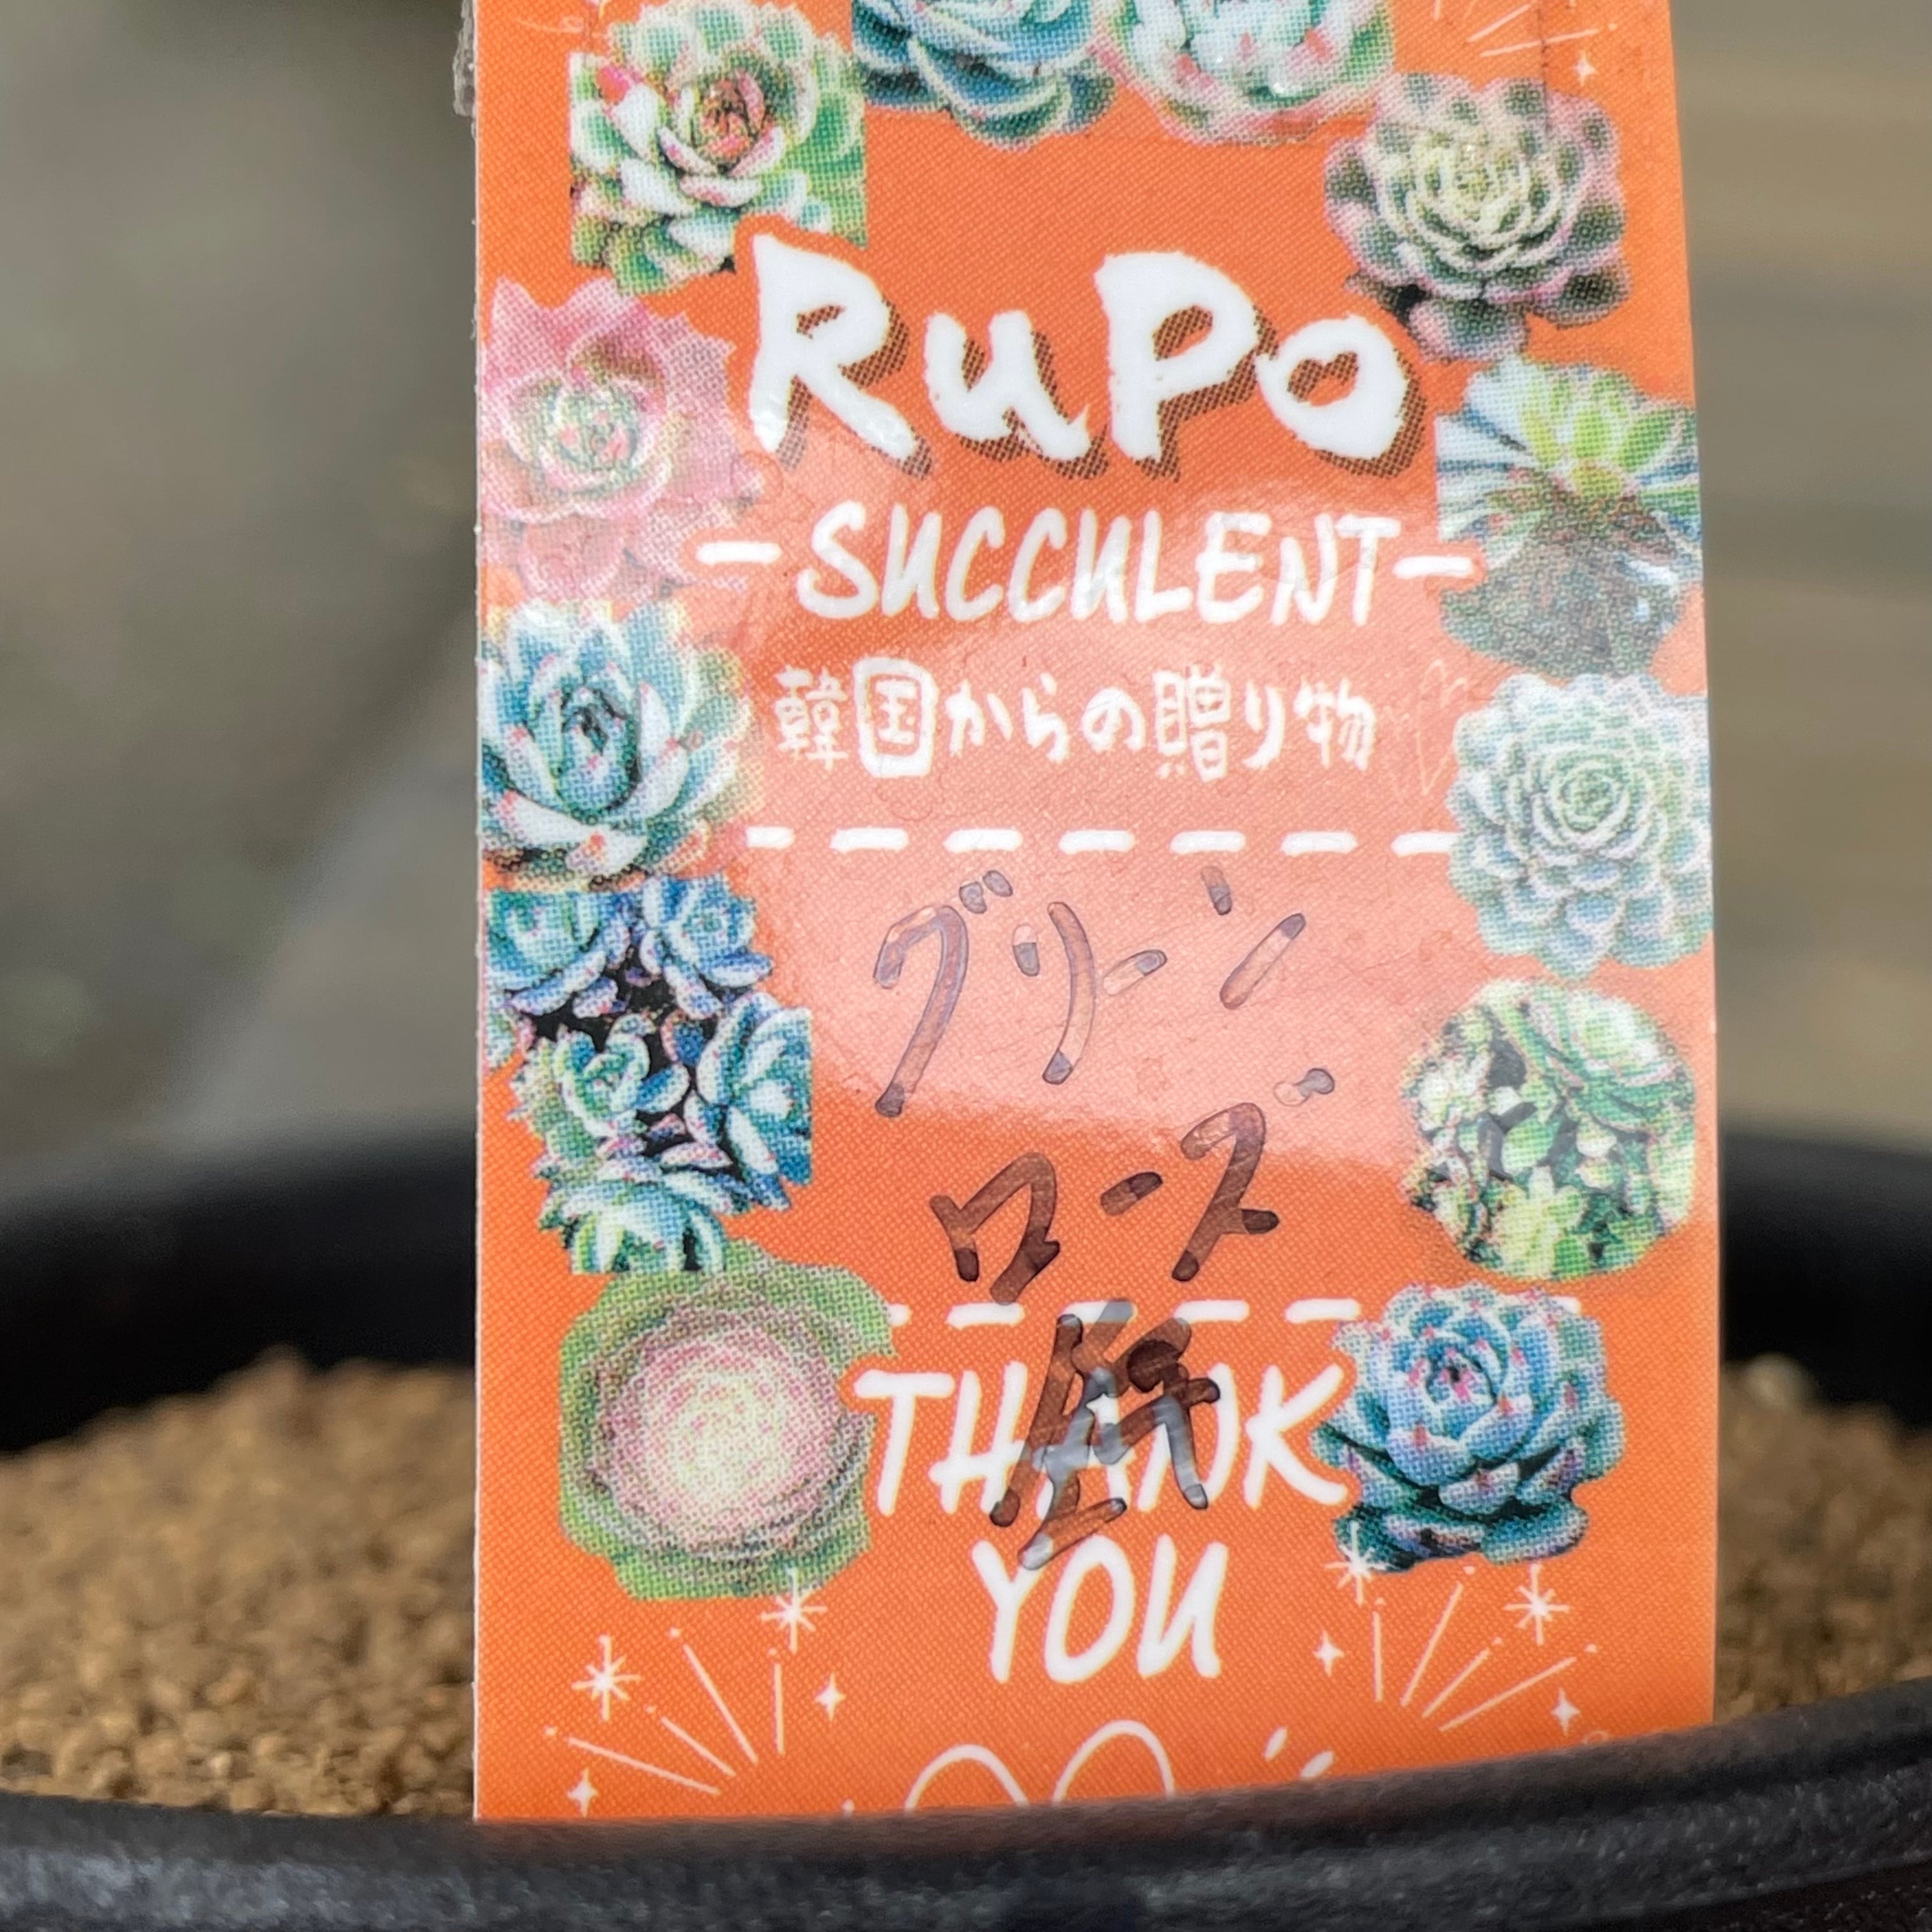 RuPo
-SUCCULENT-
韓国からの贈り物
グリーン
ローズ
THANK
YOU